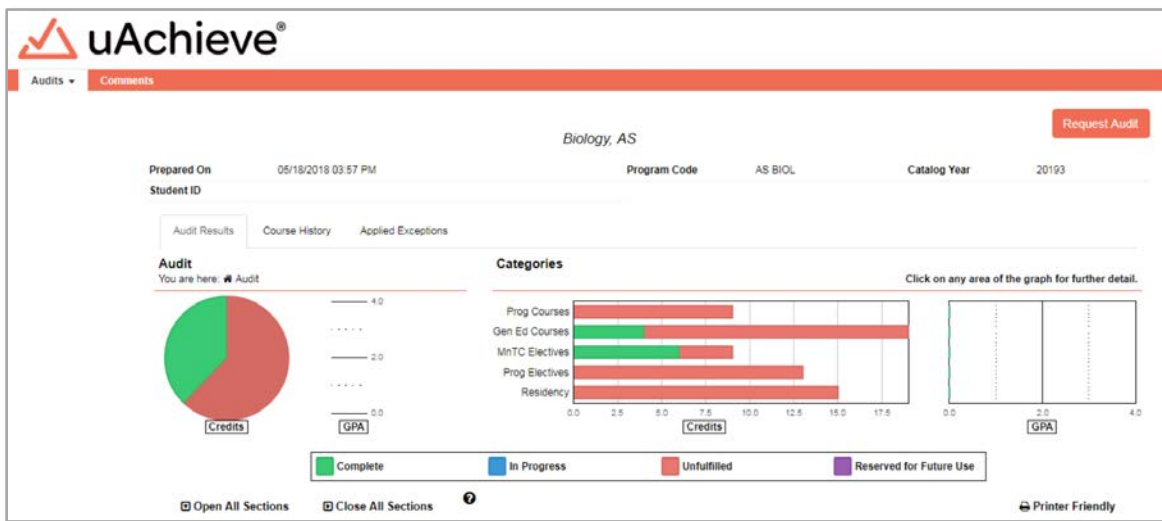 uAchieve®
Audits Comments
Request Audit
Biology, AS
Prepared On 05/18/2018 03:57 PM Program Code AS BIOL Catalog Year 20193
Student ID
Audit Results Course History Applied Exceptions
Audit
You are here: Audit
Categories
Click on any area of the graph for further detail.
4.0
2.0
0.0
Credits GPA
Prog Courses
Gen Ed Courses
MnTC Electives
Prog Electives
Residency
0.0 2.5 5.0 7.5 10.0 12.5 15.0 17.5
Credits
0.0 2.0 4.0
GPA
Complete In Progress Unfulfilled Reserved for Future Use
Open All Sections Close All Sections ? Printer Friendly